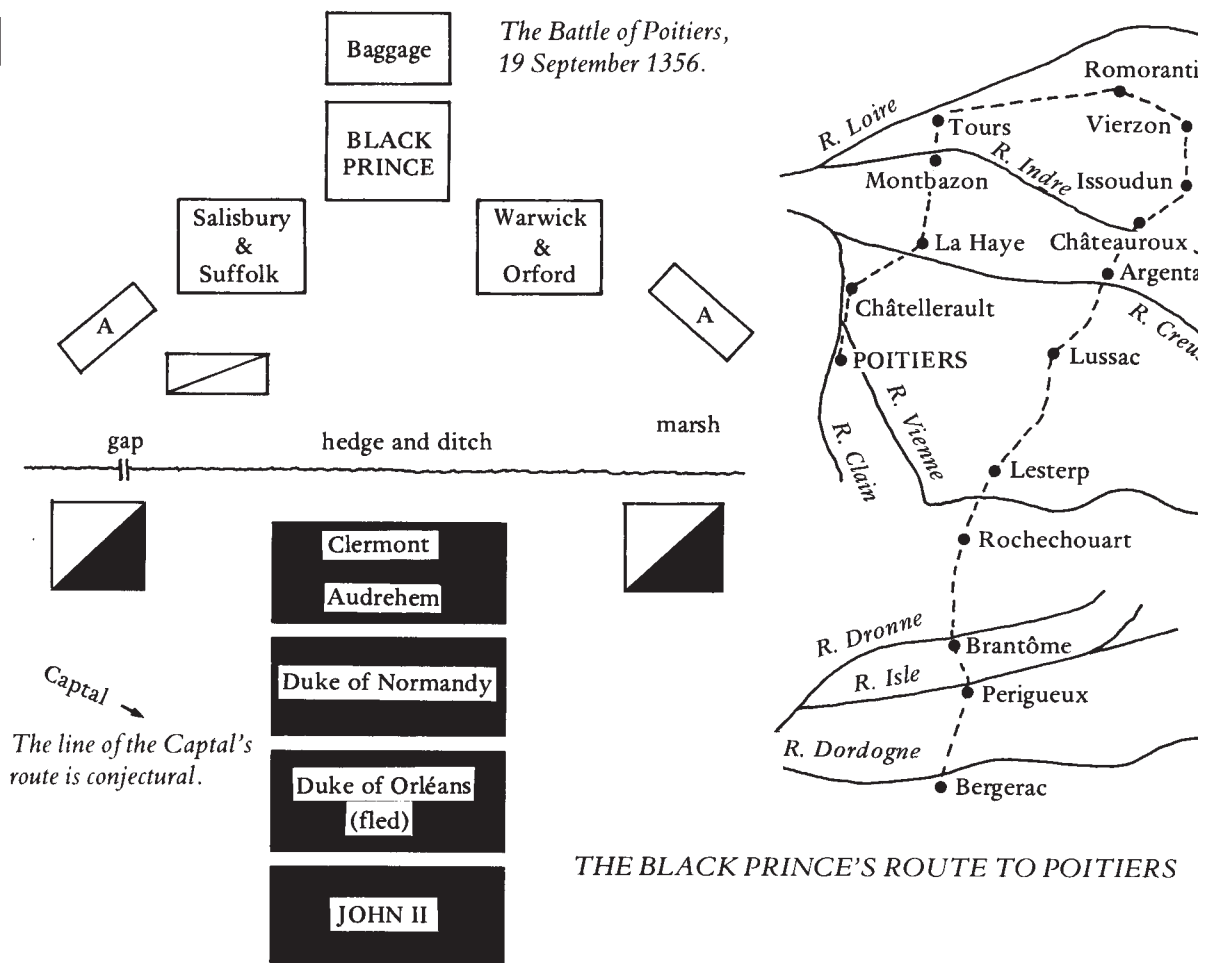 The Battle of Poitiers,
19 September 1356.
Baggage
BLACK
PRINCE
Salisbury
&
Suffolk
Warwick
&
Orford
A
A
gap
hedge and ditch
marsh
Clermont
Audrehem
Duke of Normandy
Duke of Orléans
(fled)
JOHN II
Captal
The line of the Captal's
route is conjectural.
R. Loire
Romoranti
Tours
Vierzon
R. Indre
Montbazon
Issoudun
La Haye
Châteauroux
Argenta
Châtellerault
R. Creus
POITIERS
Lussac
R. Vienne
R. Clain
Lesterp
Rochechouart
R. Dronne
Brantôme
R. Isle
Perigueux
R. Dordogne
Bergerac
THE BLACK PRINCE'S ROUTE TO POITIERS